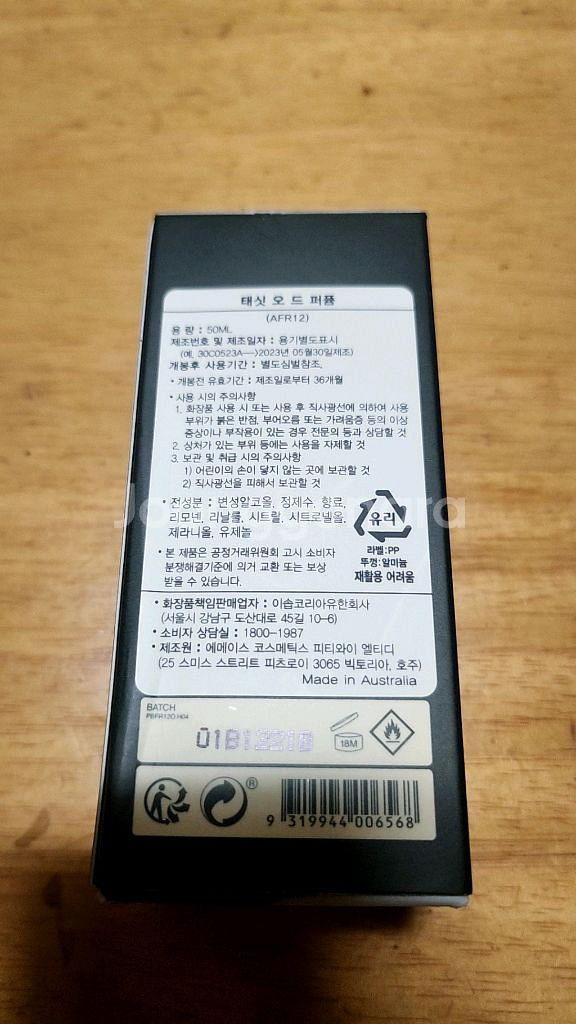 태싯 오 드 퍼퓸
(AFR12)
용 량 : 50ML
제조번호 및 제조일자 : 용기별도표시
(예, 30C0523A—>2023년 05월30일제조)
개봉후 사용기간 : 별도심벌참조.
• 개봉전 유효기간 : 제조일로부터 36개월
• 사용 시의 주의사항
1. 화장품 사용 시 또는 사용 후 직사광선에 의하여 사용
부위가 붉은 반점, 부어오름 또는 가려움증 등의 이상
증상이나 부작용이 있는 경우 전문의 등과 상담할 것
2. 상처가 있는 부위 등에는 사용을 자제할 것
3. 보관 및 취급 시의 주의사항
1) 어린이의 손이 닿지 않는 곳에 보관할 것
2) 직사광선을 피해서 보관할 것
• 전성분 : 변성알코올, 정제수, 향료,
리모넨, 리날룰, 시트랄, 시트로넬올,
제라니올, 유제놀
유리
라벨:PP
뚜껑:알미늄
재활용 어려움
• 본 제품은 공정거래위원회 고시 소비자
분쟁해결기준에 의거 교환 또는 보상
받을 수 있습니다.
• 화장품책임판매업자 : 이솝코리아유한회사
(서울시 강남구 도산대로 45길 10-6)
• 소비자 상담실 : 1800-1987
• 제조원 : 에메이스 코스메틱스 피티와이 엘티디
(25 스미스 스트리트 피츠로이 3065 빅토리아, 호주)
Made in Australia
BATCH
PBFR12O.H04
18M
®
9 319944 006568